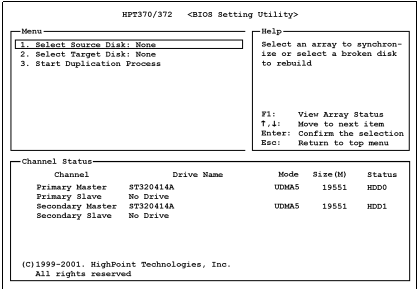 HPT370/372 <BIOS Setting Utility>
Menu
1. Select Source Disk: None
2. Select Target Disk: None
3. Start Duplication Process
Help
Select an array to synchron-
ize or select a broken disk
to rebuild
F1: View Array Status
↑,↓: Move to next item
Enter: Confirm the selection
Esc: Return to top menu
Channel Status
Channel Drive Name Mode Size(M) Status
Primary Master ST320414A UDMA5 19551 HDD0
Primary Slave No Drive
Secondary Master ST320414A UDMA5 19551 HDD1
Secondary Slave No Drive
(C)1999-2001. HighPoint Technologies, Inc.
All rights reserved